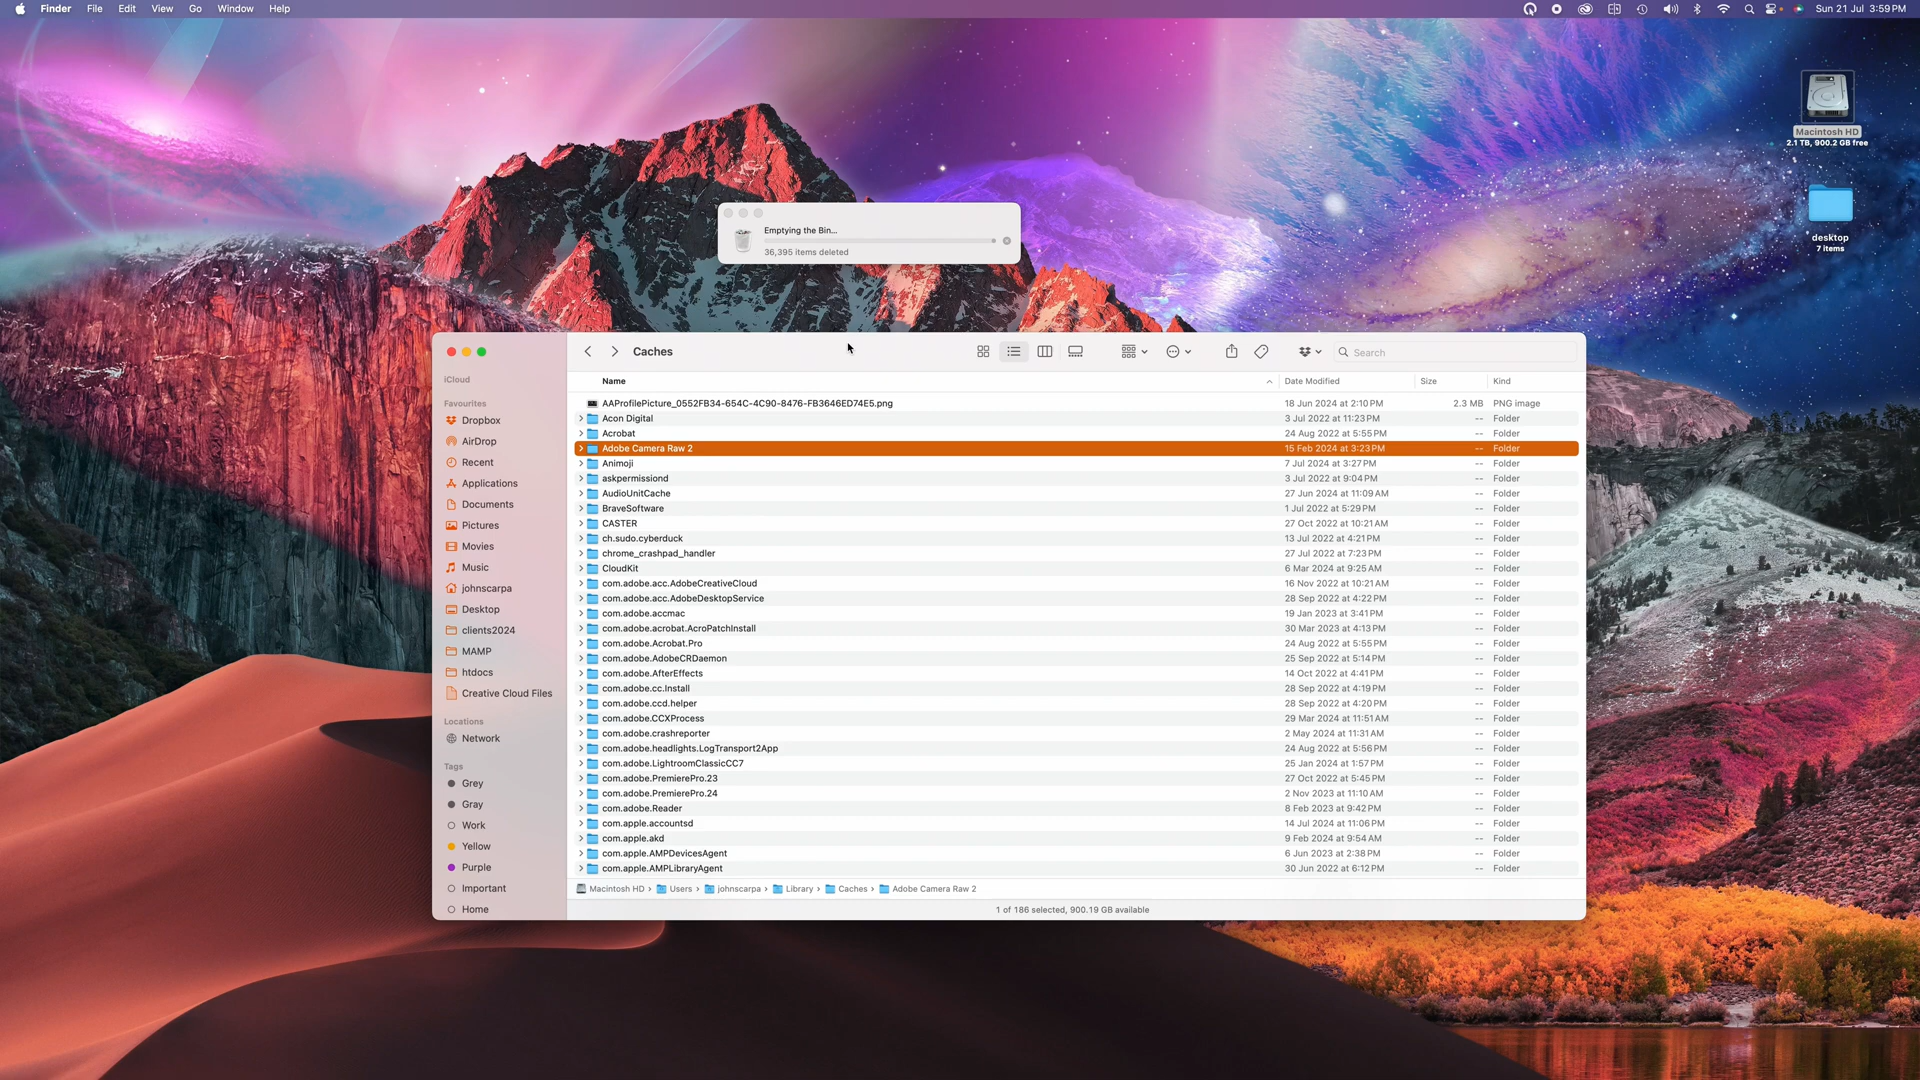 Finder File Edit View Go Window Help
Sun 21 Jul 3:59 PM
Macintosh HD
2.1 TB, 900.2 GB free
desktop
7 items
Emptying the Bin...
36,395 items deleted
Caches
Search
iCloud
Favourites
Dropbox
AirDrop
Recent
Applications
Documents
Pictures
Movies
Music
johnscarpa
Desktop
clients2024
MAMP
htdocs
Creative Cloud Files
Locations
Network
Tags
Grey
Gray
Work
Yellow
Purple
Important
Home
Name Date Modified Size Kind
AAProfilePicture_0552FB34-654C-4C90-8476-FB3646ED74E5.png 18 Jun 2024 at 2:10 PM 2.3 MB PNG image
Acon Digital 3 Jul 2022 at 11:23 PM -- Folder
Acrobat 24 Aug 2022 at 5:55 PM -- Folder
Adobe Camera Raw 2 15 Feb 2024 at 3:23 PM -- Folder
Animoji 7 Jul 2024 at 3:27 PM -- Folder
askpermissiond 3 Jul 2022 at 9:04 PM -- Folder
AudioUnitCache 27 Jun 2024 at 11:09 AM -- Folder
BraveSoftware 1 Jul 2022 at 5:29 PM -- Folder
CASTER 27 Oct 2022 at 10:21 AM -- Folder
ch.sudo.cyberduck 13 Jul 2022 at 4:21 PM -- Folder
chrome_crashpad_handler 27 Jul 2022 at 7:23 PM -- Folder
CloudKit 6 Mar 2024 at 9:25 AM -- Folder
com.adobe.acc.AdobeCreativeCloud 16 Nov 2022 at 10:21 AM -- Folder
com.adobe.acc.AdobeDesktopService 28 Sep 2022 at 4:22 PM -- Folder
com.adobe.accmac 19 Jan 2023 at 3:41 PM -- Folder
com.adobe.acrobat.AcroPatchInstall 30 Mar 2023 at 4:13 PM -- Folder
com.adobe.Acrobat.Pro 24 Aug 2022 at 5:55 PM -- Folder
com.adobe.AdobeCRDaemon 25 Sep 2022 at 5:14 PM -- Folder
com.adobe.AfterEffects 14 Oct 2022 at 4:41 PM -- Folder
com.adobe.cc.Install 28 Sep 2022 at 4:19 PM -- Folder
com.adobe.ccd.helper 28 Sep 2022 at 4:20 PM -- Folder
com.adobe.CCXProcess 29 Mar 2024 at 11:51 AM -- Folder
com.adobe.crashreporter 2 May 2024 at 11:31 AM -- Folder
com.adobe.headlights.LogTransport2App 24 Aug 2022 at 5:56 PM -- Folder
com.adobe.LightroomClassicCC7 25 Jan 2024 at 1:57 PM -- Folder
com.adobe.PremierePro.23 27 Oct 2022 at 5:45 PM -- Folder
com.adobe.PremierePro.24 2 Nov 2023 at 11:10 AM -- Folder
com.adobe.Reader 8 Feb 2023 at 9:42 PM -- Folder
com.apple.accountsd 14 Jul 2024 at 11:06 PM -- Folder
com.apple.akd 9 Feb 2024 at 9:54 AM -- Folder
com.apple.AMPDevicesAgent 6 Jun 2023 at 2:38 PM -- Folder
com.apple.AMPLibraryAgent 30 Jun 2022 at 6:12 PM -- Folder
Macintosh HD › Users › johnscarpa › Library › Caches › Adobe Camera Raw 2
1 of 186 selected, 900.19 GB available